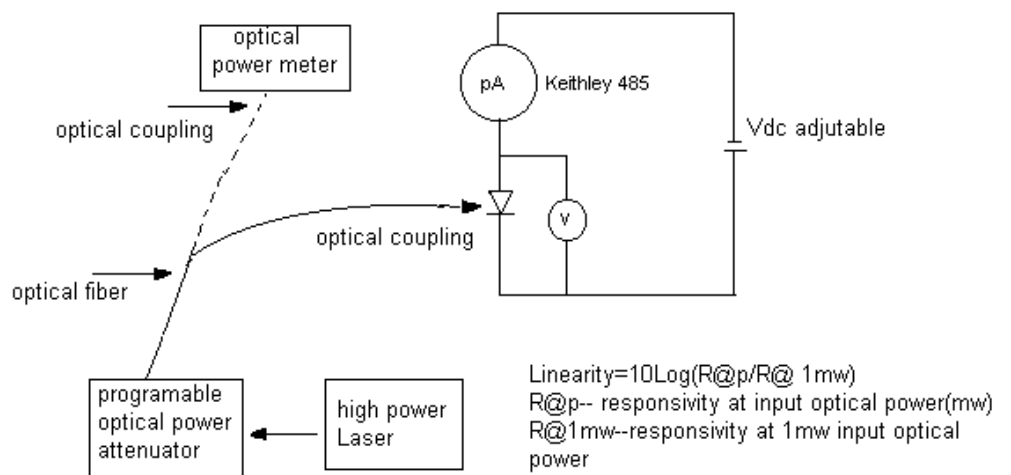 optical
power meter
optical coupling
pA
Keithley 485
Vdc adjutable
V
optical coupling
optical fiber
programable
optical power
attenuator
high power
Laser
Linearity=10Log(R@p/R@ 1mw)
R@p-- responsivity at input optical power(mw)
R@1mw--responsivity at 1mw input optical
power